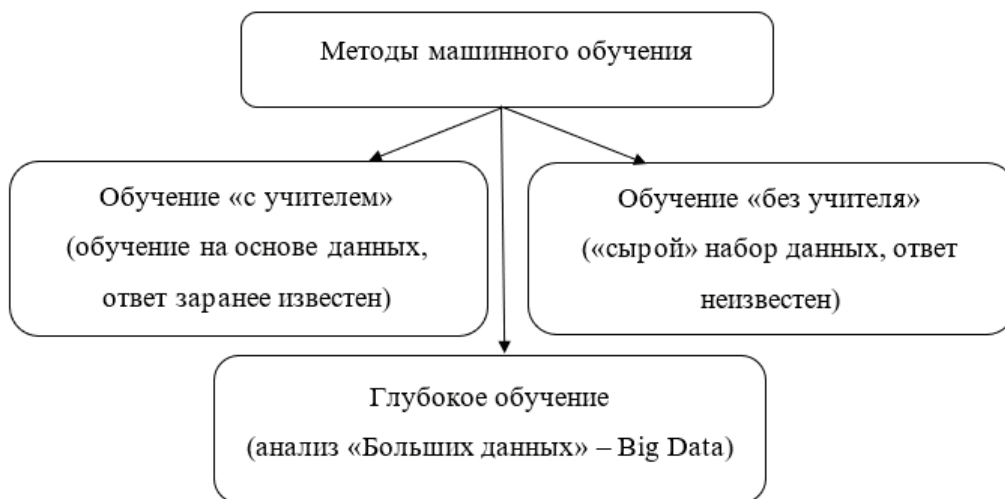 Методы машинного обучения
Обучение «с учителем»
(обучение на основе данных,
ответ заранее известен)
Обучение «без учителя»
(«сырой» набор данных, ответ
неизвестен)
Глубокое обучение
(анализ «Больших данных» – Big Data)